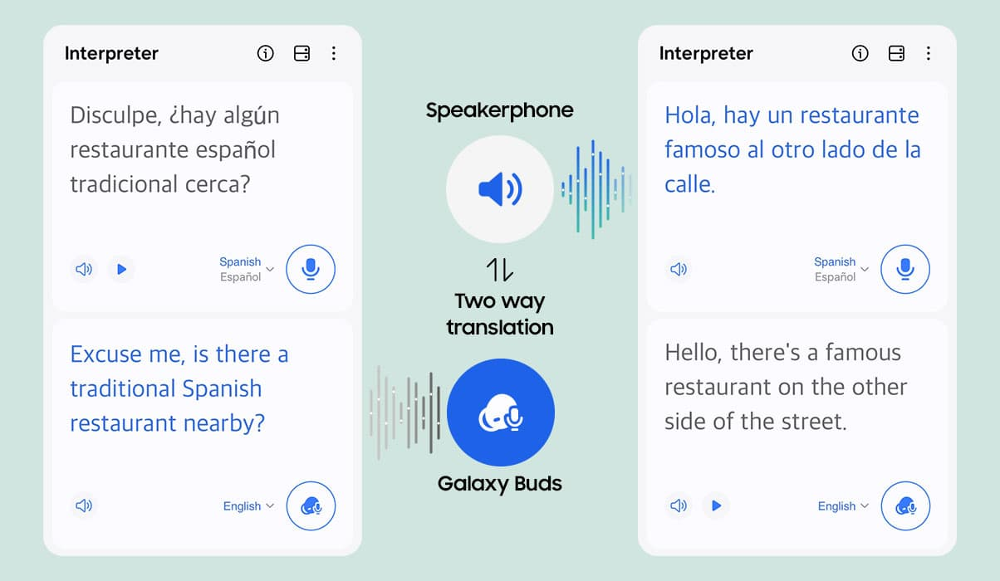 Interpreter
Disculpe, ¿hay algún
restaurante español
tradicional cerca?
Spanish
Español
Excuse me, is there a
traditional Spanish
restaurant nearby?
English
Speakerphone
Two way
translation
Galaxy Buds
Interpreter
Hola, hay un restaurante
famoso al otro lado de la
calle.
Spanish
Español
Hello, there's a famous
restaurant on the other
side of the street.
English